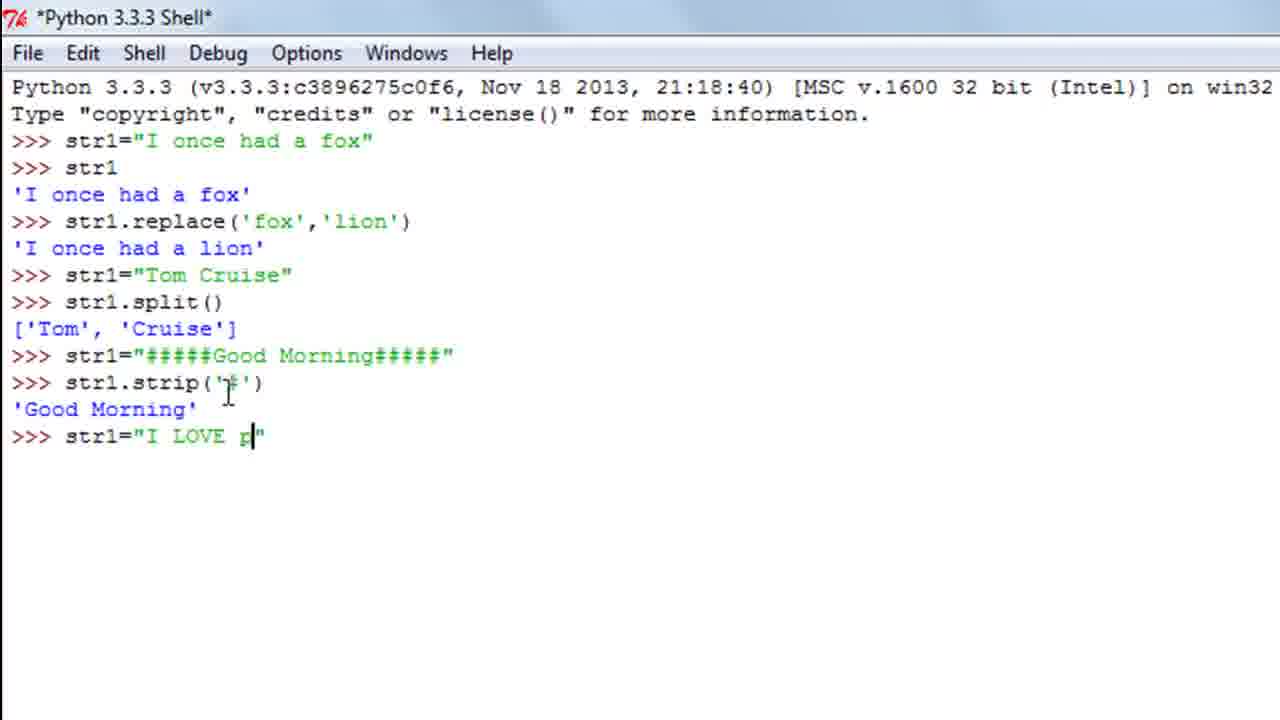 *Python 3.3.3 Shell*
File Edit Shell Debug Options Windows Help
Python 3.3.3 (v3.3.3:c3896275c0f6, Nov 18 2013, 21:18:40) [MSC v.1600 32 bit (Intel)] on win32
Type "copyright", "credits" or "license()" for more information.
>>> str1="I once had a fox"
>>> str1
'I once had a fox'
>>> str1.replace('fox','lion')
'I once had a lion'
>>> str1="Tom Cruise"
>>> str1.split()
['Tom', 'Cruise']
>>> str1="#####Good Morning#####"
>>> str1.strip('#')
'Good Morning'
>>> str1="I LOVE p"